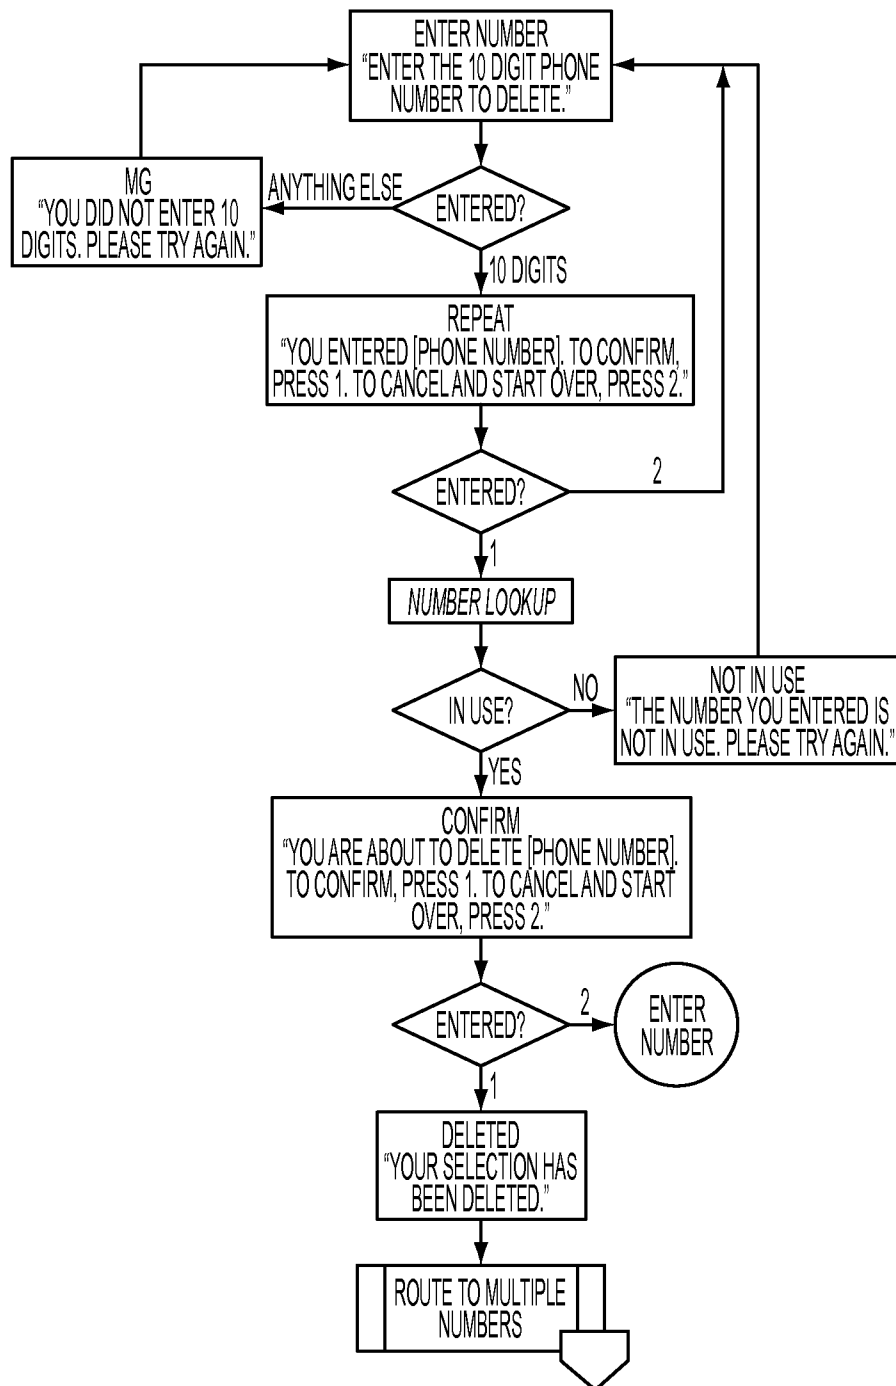 ENTER NUMBER
“ENTER THE 10 DIGIT PHONE
NUMBER TO DELETE.”
MG
“YOU DID NOT ENTER 10
DIGITS. PLEASE TRY AGAIN.”
ANYTHING ELSE
ENTERED?
10 DIGITS
REPEAT
“YOU ENTERED [PHONE NUMBER]. TO CONFIRM,
PRESS 1. TO CANCEL AND START OVER, PRESS 2.”
ENTERED?
2
1
NUMBER LOOKUP
IN USE?
NO
NOT IN USE
“THE NUMBER YOU ENTERED IS
NOT IN USE. PLEASE TRY AGAIN.”
YES
CONFIRM
“YOU ARE ABOUT TO DELETE [PHONE NUMBER].
TO CONFIRM, PRESS 1. TO CANCEL AND START
OVER, PRESS 2.”
ENTERED?
2
ENTER
NUMBER
1
DELETED
“YOUR SELECTION HAS
BEEN DELETED.”
ROUTE TO MULTIPLE
NUMBERS